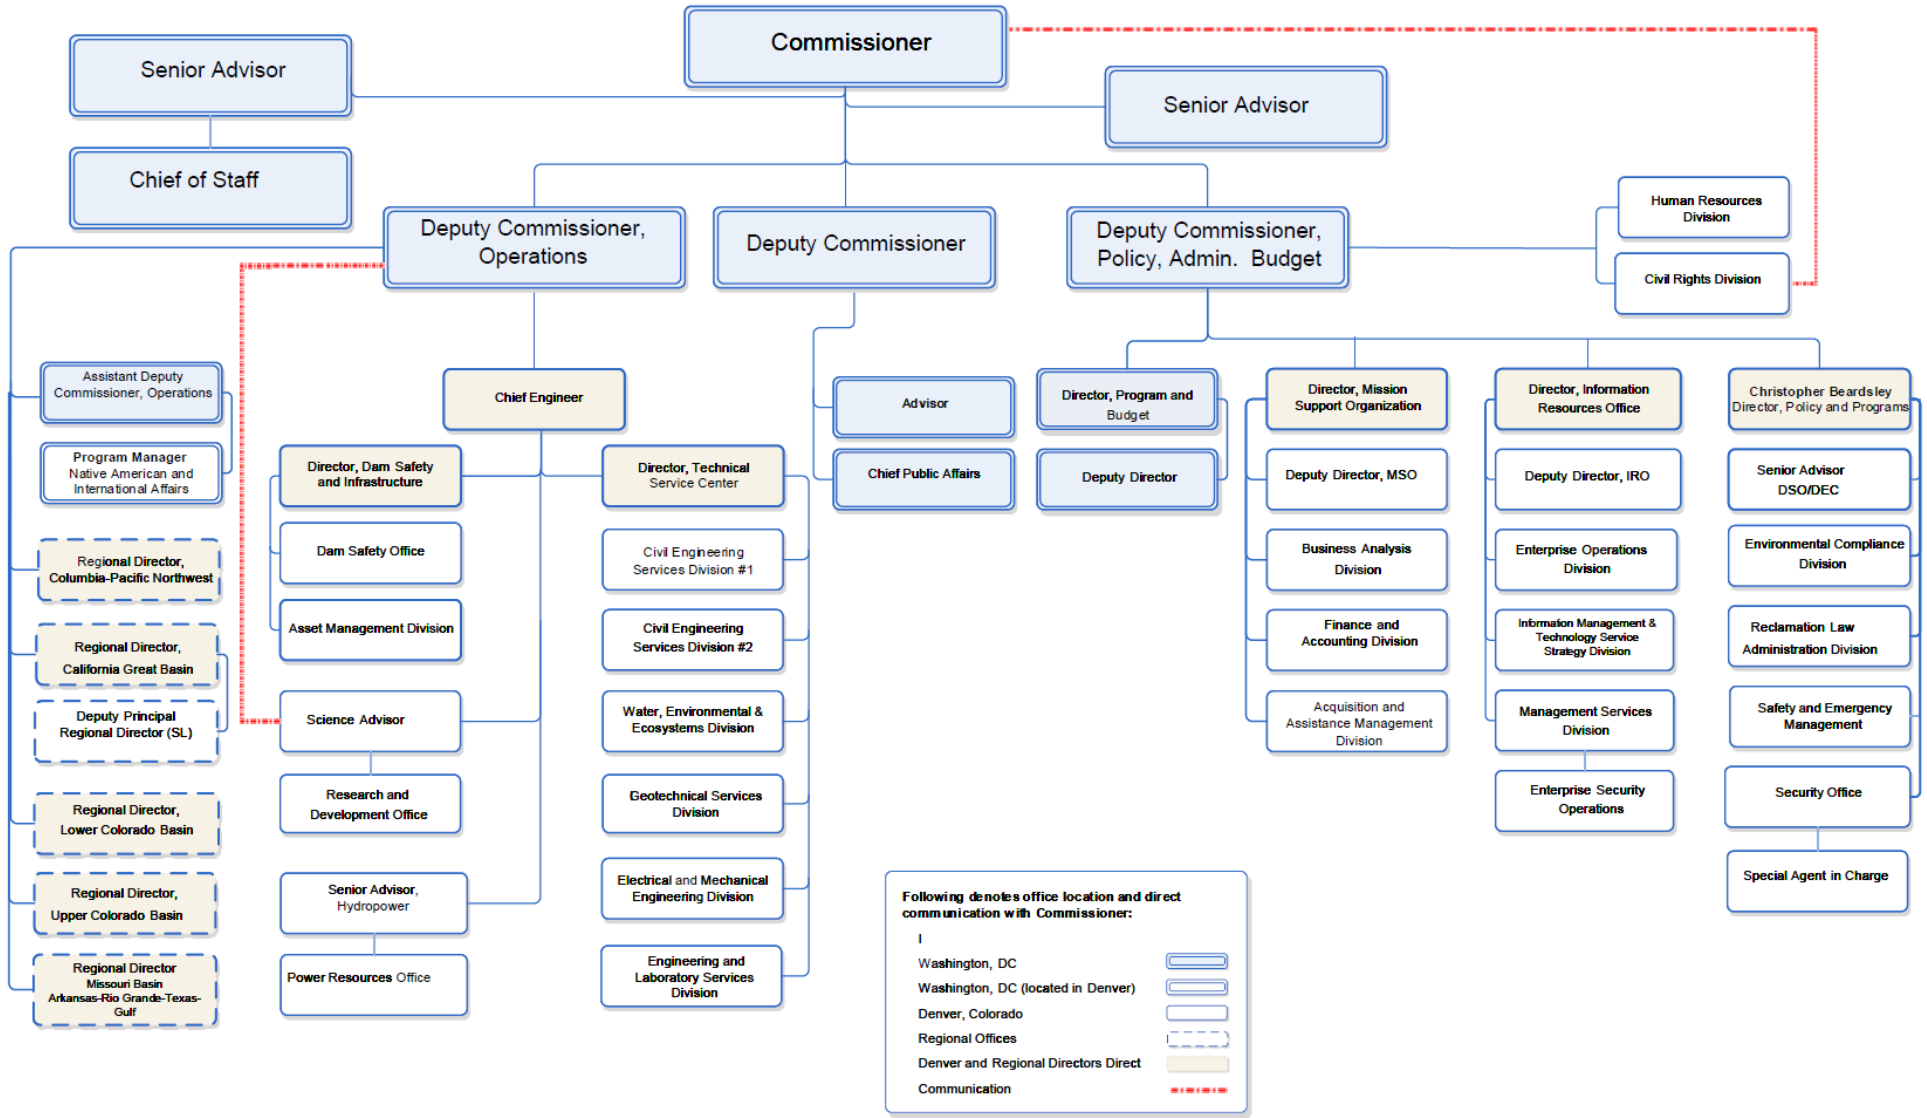 Commissioner
Senior Advisor
Senior Advisor
Chief of Staff
Deputy Commissioner,
Operations
Deputy Commissioner
Deputy Commissioner,
Policy, Admin. Budget
Human Resources
Division
Civil Rights Division
Assistant Deputy
Commissioner, Operations
Program Manager
Native American and
International Affairs
Regional Director,
Columbia-Pacific Northwest
Regional Director,
California Great Basin
Deputy Principal
Regional Director (SL)
Regional Director,
Lower Colorado Basin
Regional Director,
Upper Colorado Basin
Regional Director
Missouri Basin
Arkansas-Rio Grande-Texas-
Gulf
Chief Engineer
Director, Dam Safety
and Infrastructure
Dam Safety Office
Asset Management Division
Science Advisor
Research and
Development Office
Senior Advisor,
Hydropower
Power Resources Office
Director, Technical
Service Center
Civil Engineering
Services Division #1
Civil Engineering
Services Division #2
Water, Environmental &
Ecosystems Division
Geotechnical Services
Division
Electrical and Mechanical
Engineering Division
Engineering and
Laboratory Services
Division
Advisor
Chief Public Affairs
Director, Program and
Budget
Deputy Director
Director, Mission
Support Organization
Deputy Director, MSO
Business Analysis
Division
Finance and
Accounting Division
Acquisition and
Assistance Management
Division
Director, Information
Resources Office
Deputy Director, IRO
Enterprise Operations
Division
Information Management &
Technology Service
Strategy Division
Management Services
Division
Enterprise Security
Operations
Christopher Beardsley
Director, Policy and Programs
Senior Advisor
DSO/DEC
Environmental Compliance
Division
Reclamation Law
Administration Division
Safety and Emergency
Management
Security Office
Special Agent in Charge
Following denotes office location and direct
communication with Commissioner:
I
Washington, DC
Washington, DC (located in Denver)
Denver, Colorado
Regional Offices
Denver and Regional Directors Direct
Communication